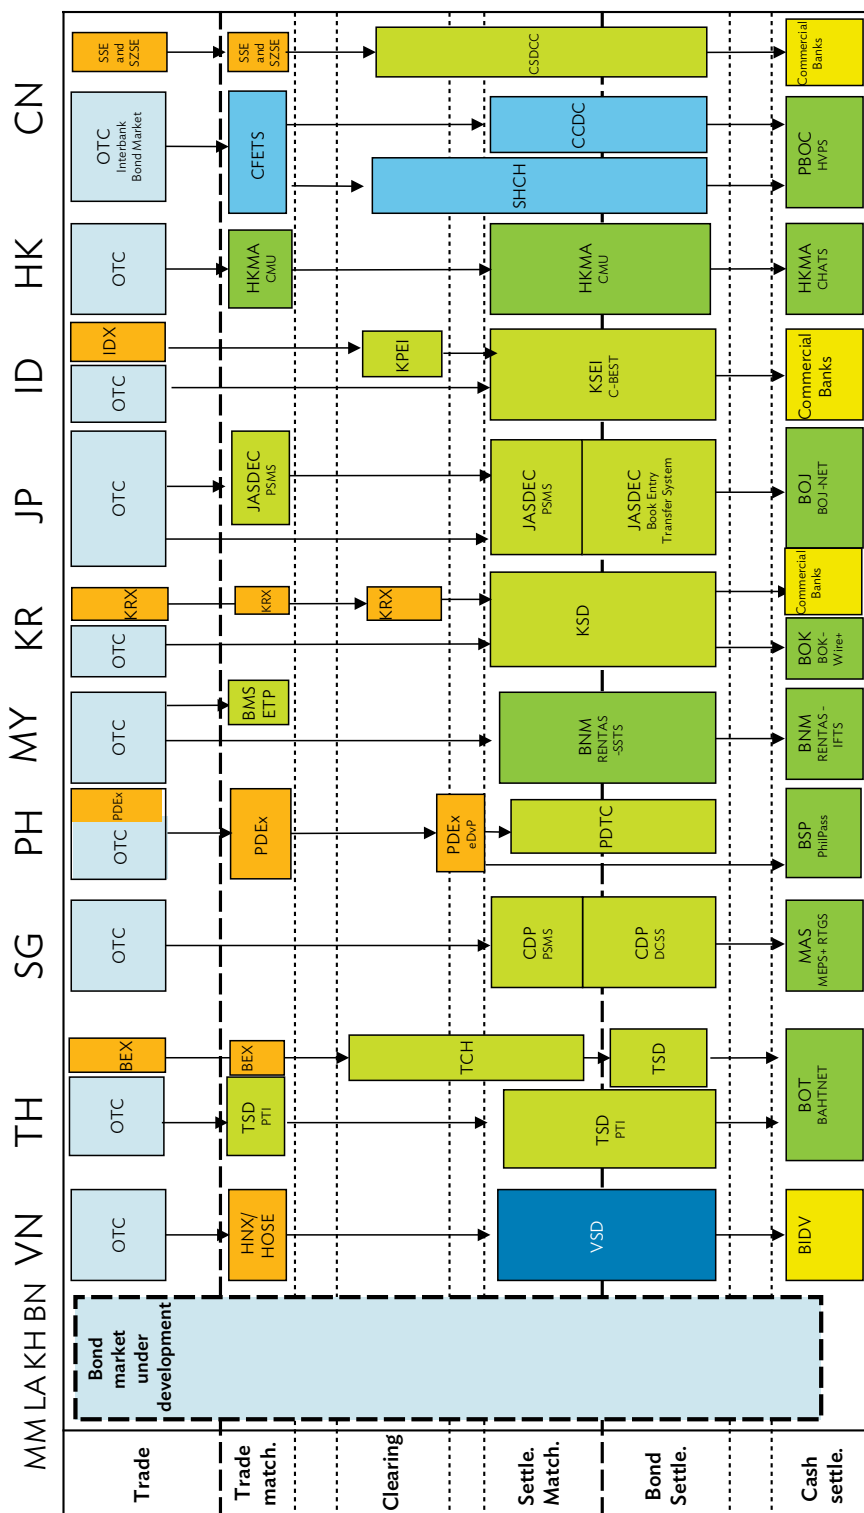 CN
HK
ID
JP
KR
MY
PH
SG
TH
VN
MM LA KH BN
Trade
SSE
and
SZSE
OTC
Interbank
Bond Market
OTC
IDX
OTC
OTC
KRX
OTC
OTC
PDEx
OTC
OTC
BEX
OTC
OTC
Bond
market
under
development
Trade
match.
SSE
and
SZSE
CFETS
HKMA
CMU
JASDEC
PSMS
KRX
BMS
ETP
PDEx
BEX
TSD
PTI
HNX/
HOSE
Clearing
CSDCC
SHCH
KPEI
KRX
PDEx
eDvP
TCH
Settle.
Match.
CCDC
HKMA
CMU
KSEI
C-BEST
JASDEC
PSMS
KSD
BNM
RENTAS
-SSTS
PDTC
CDP
PSMS
TSD
PTI
VSD
Bond
Settle.
JASDEC
Book Entry
Transfer System
CDP
DCSS
TSD
Cash
settle.
Commercial
Banks
PBOC
HVPS
HKMA
CHATS
Commercial
Banks
BOJ
BOJ-NET
Commercial
Banks
BOK
BOK-
Wire+
BNM
RENTAS-
IFTS
BSP
PhilPass
MAS
MEPS+ RTGS
BOT
BAHTNET
BIDV